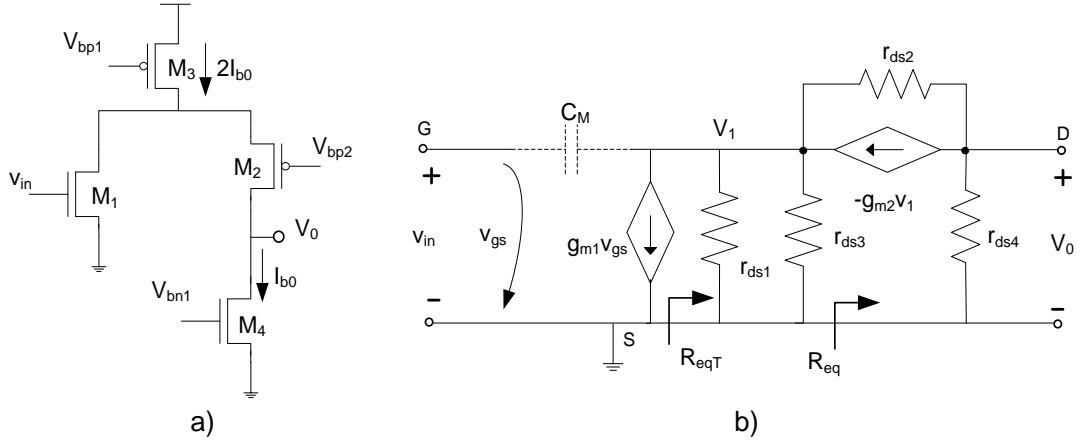 V_bp1
M_3
2I_b0
V_bp2
M_2
v_in
M_1
V_0
I_b0
V_bn1
M_4
a)
r_ds2
C_M
G
V_1
D
+
+
-g_m2v_1
v_in
v_gs
g_m1v_gs
r_ds1
r_ds3
r_ds4
V_0
−
−
S
R_eqT
R_eq
b)